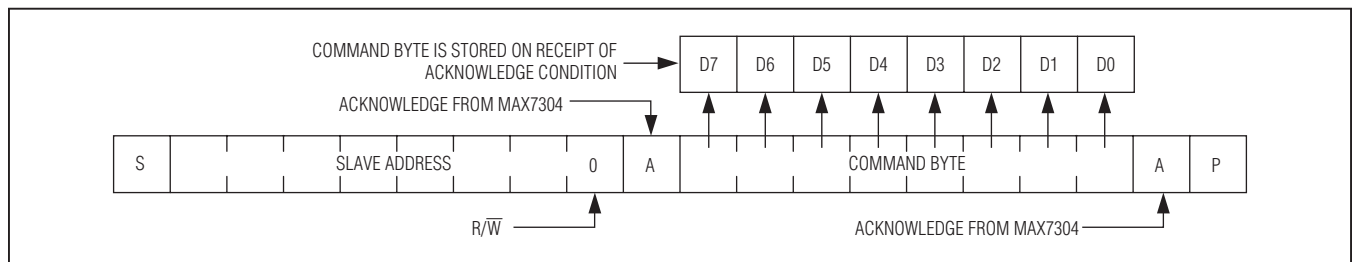 COMMAND BYTE IS STORED ON RECEIPT OF
ACKNOWLEDGE CONDITION
D7 D6 D5 D4 D3 D2 D1 D0
ACKNOWLEDGE FROM MAX7304
S SLAVE ADDRESS 0 A COMMAND BYTE A P
R/W̅
ACKNOWLEDGE FROM MAX7304